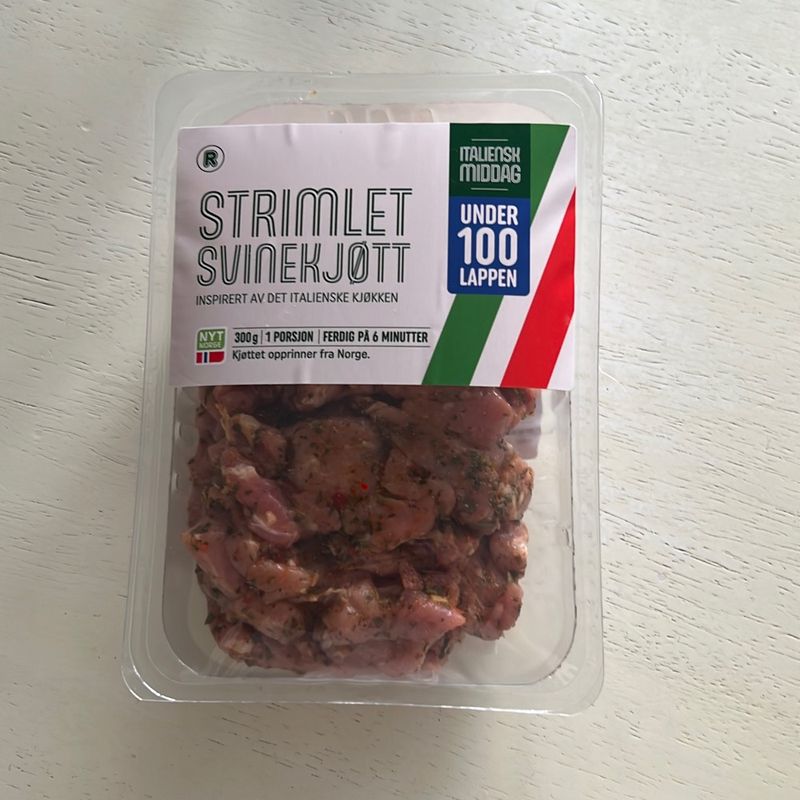 R
STRIMLET
SVINEKJØTT
INSPIRERT AV DET ITALIENSKE KJØKKEN
NYT
NORGE
300g | 1 PORSJON | FERDIG PÅ 6 MINUTTER
Kjøttet opprinner fra Norge.
ITALIENSK
MIDDAG
UNDER
100
LAPPEN